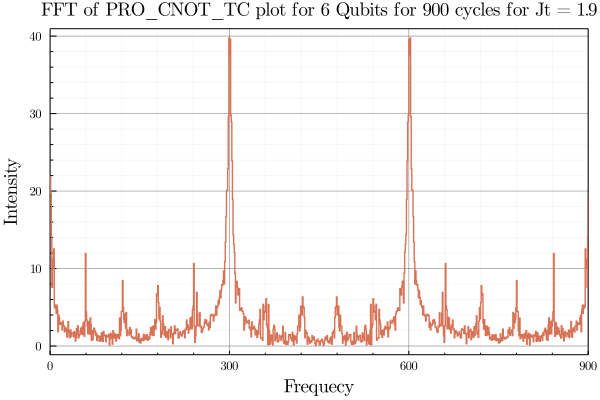 FFT of PRO_CNOT_TC plot for 6 Qubits for 900 cycles for Jt = 1.9
40
30
20
10
0
Intensity
0 300 600 900
Frequecy